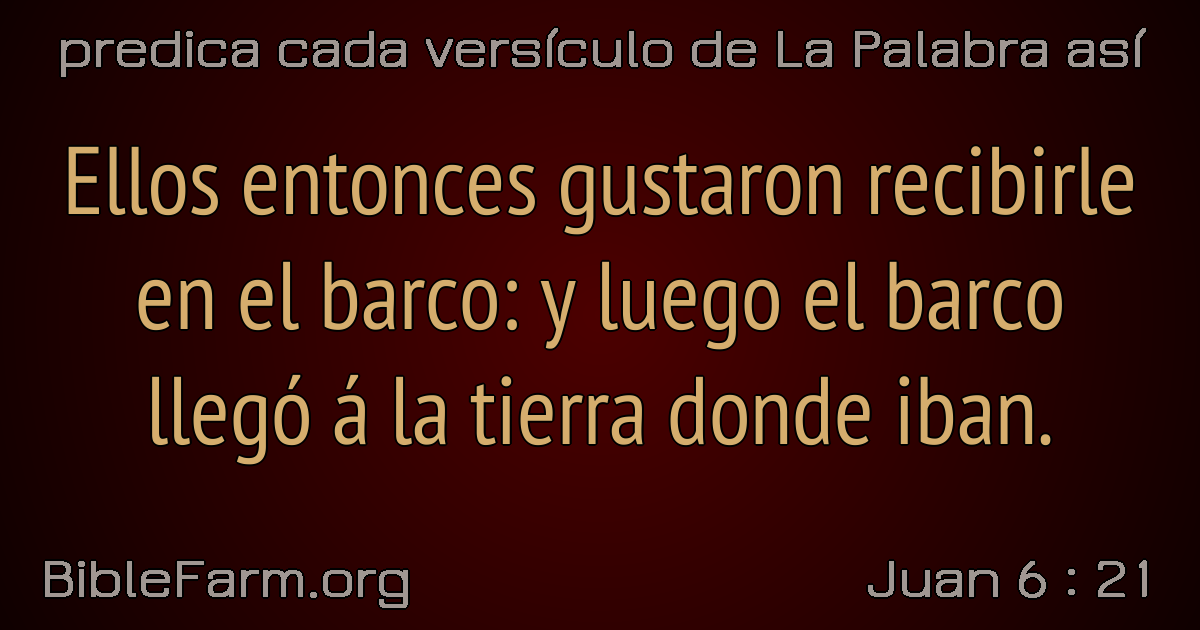 predica cada versículo de La Palabra así
Ellos entonces gustaron recibirle
en el barco: y luego el barco
llegó á la tierra donde iban.
BibleFarm.org
Juan 6 : 21